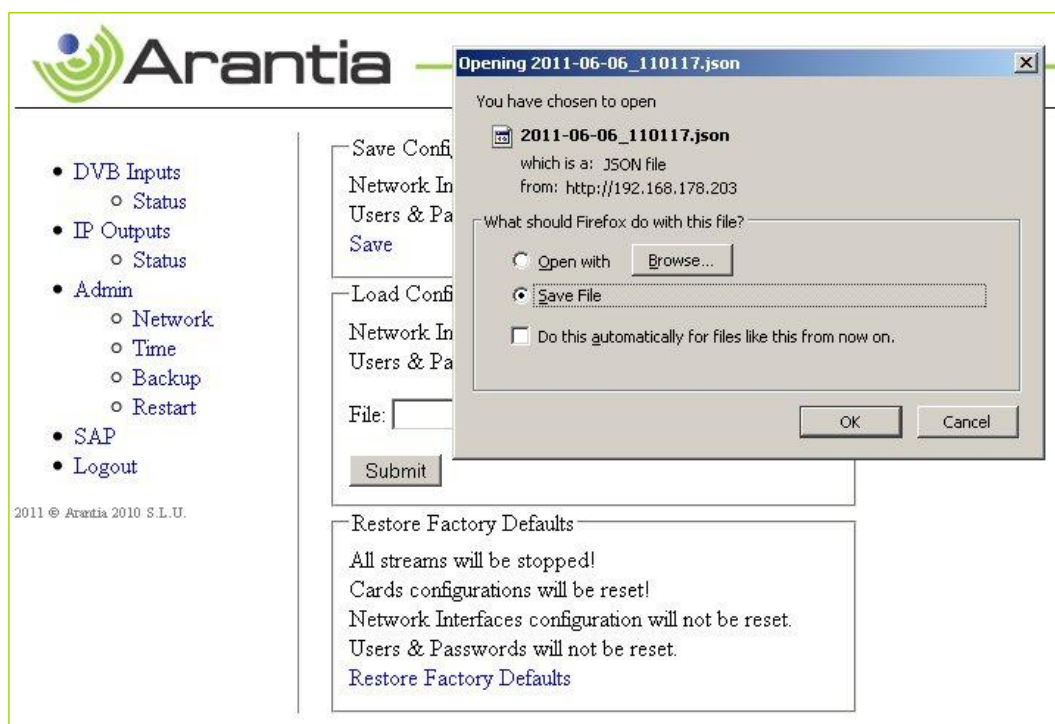 Arantia
DVB Inputs
Status
IP Outputs
Status
Admin
Network
Time
Backup
Restart
SAP
Logout
2011 © Arantia 2010 S.L.U.
Save Confi
Network In
Users & Pa
Save
Load Confi
Network In
Users & Pa
File:
Submit
Restore Factory Defaults
All streams will be stopped!
Cards configurations will be reset!
Network Interfaces configuration will not be reset.
Users & Passwords will not be reset.
Restore Factory Defaults
Opening 2011-06-06_110117.json
You have chosen to open
2011-06-06_110117.json
which is a: JSON file
from: http://192.168.178.203
What should Firefox do with this file?
Open with Browse...
Save File
Do this automatically for files like this from now on.
OK Cancel